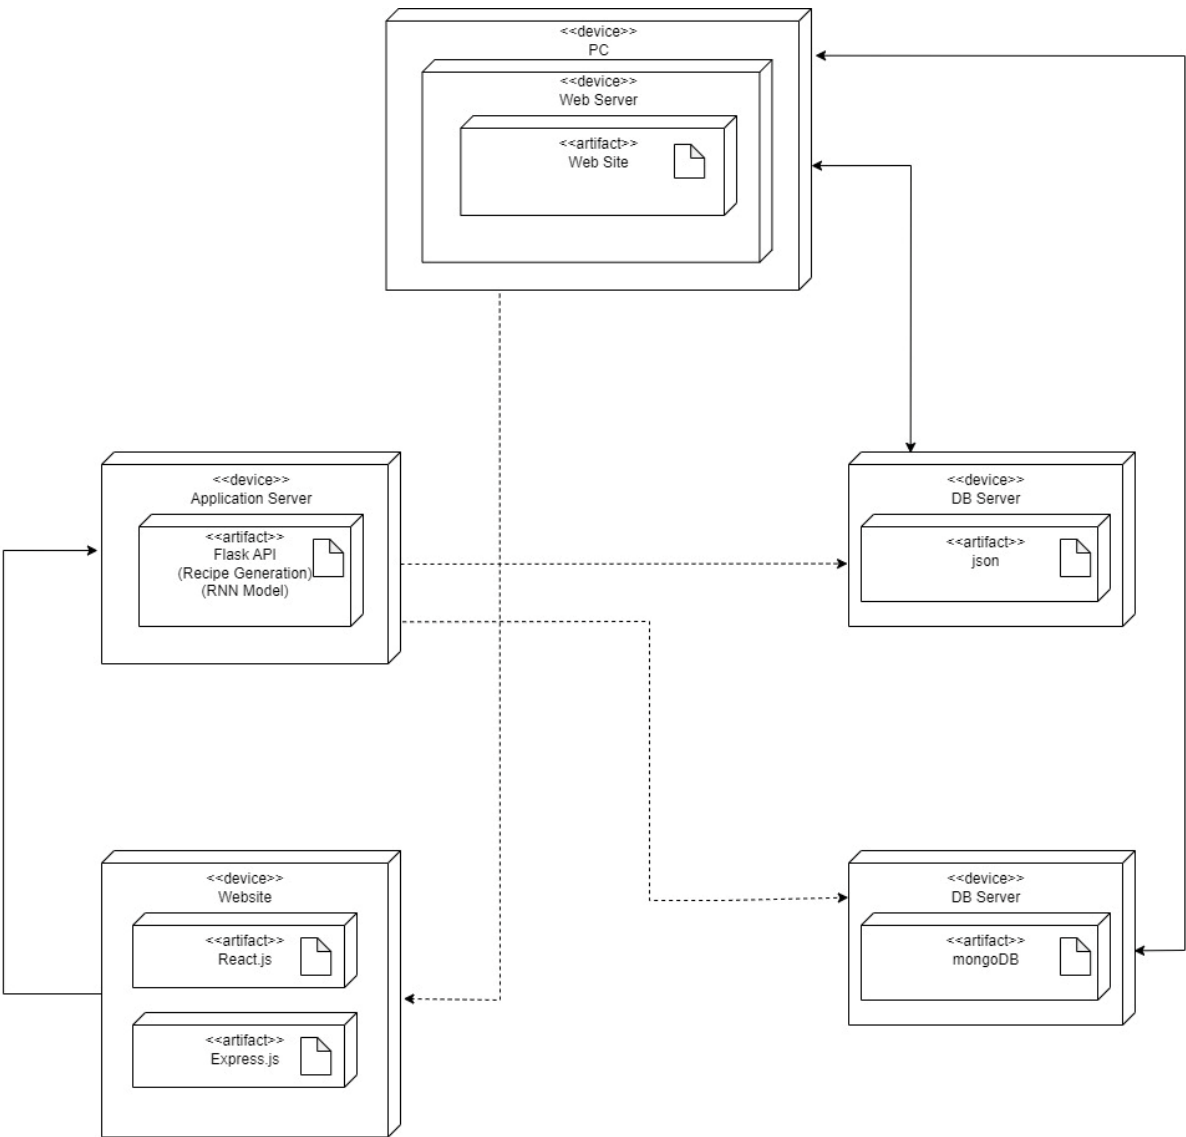 <<device>>
PC
<<device>>
Web Server
<<artifact>>
Web Site
<<device>>
Application Server
<<artifact>>
Flask API
(Recipe Generation)
(RNN Model)
<<device>>
DB Server
<<artifact>>
json
<<device>>
Website
<<artifact>>
React.js
<<artifact>>
Express.js
<<device>>
DB Server
<<artifact>>
mongoDB